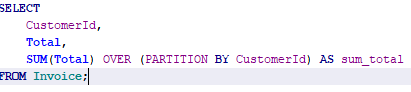 SELECT
CustomerId,
Total,
SUM(Total) OVER (PARTITION BY CustomerId) AS sum_total
FROM Invoice;